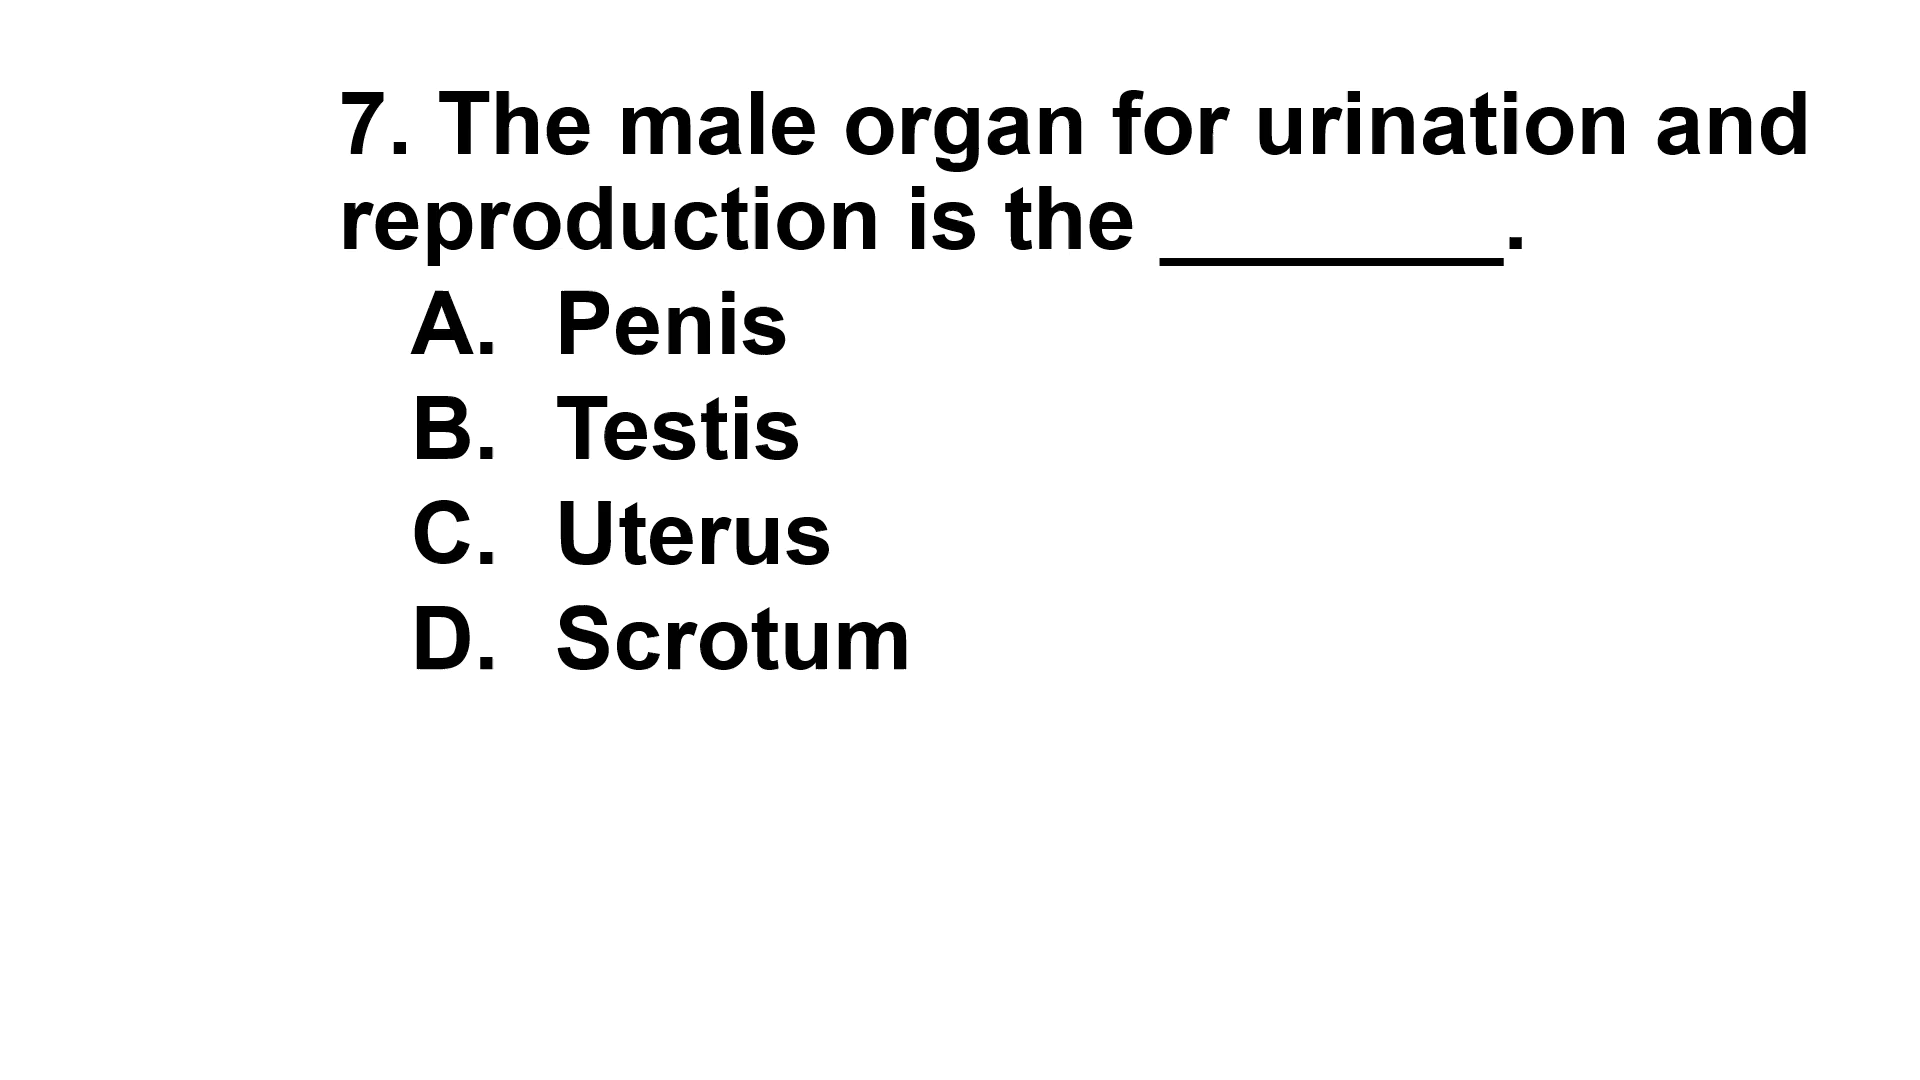 7. The male organ for urination and
reproduction is the ________.
A. Penis
B. Testis
C. Uterus
D. Scrotum